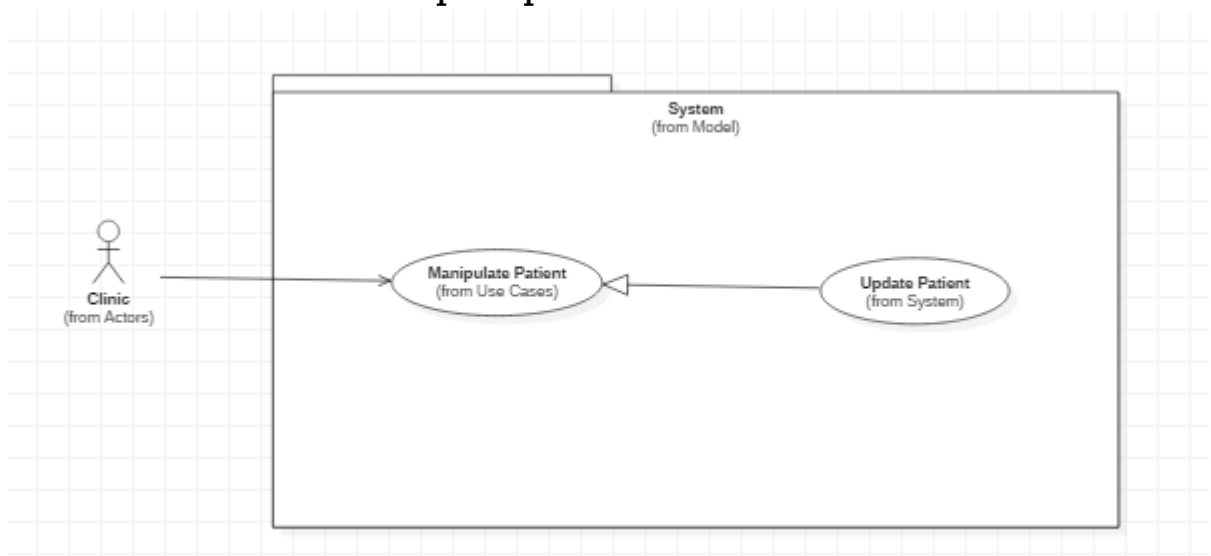 System
(from Model)
Clinic
(from Actors)
Manipulate Patient
(from Use Cases)
Update Patient
(from System)